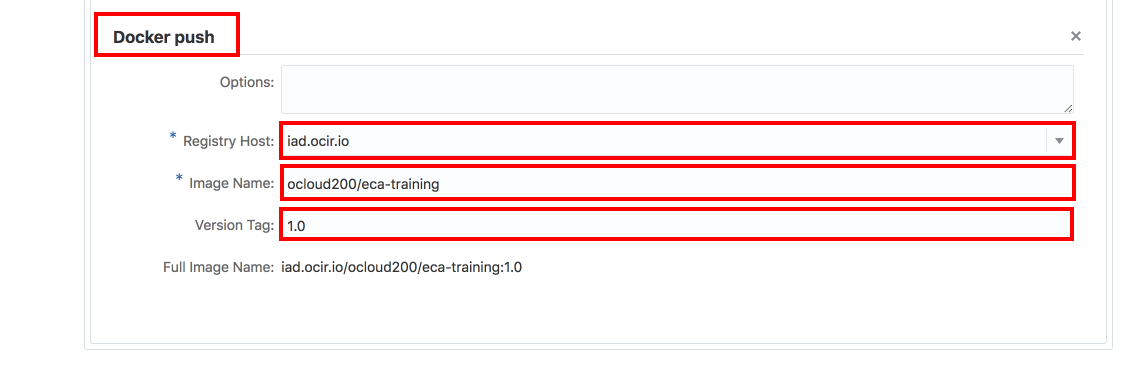 Docker push
×
Options:
* Registry Host: iad.ocir.io
* Image Name: ocloud200/eca-training
Version Tag: 1.0
Full Image Name: iad.ocir.io/ocloud200/eca-training:1.0